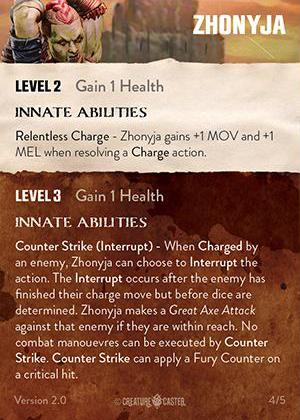 ZHONYJA
LEVEL 2 Gain 1 Health
INNATE ABILITIES
Relentless Charge - Zhonyja gains +1 MOV and +1
MEL when resolving a Charge action.
LEVEL 3 Gain 1 Health
INNATE ABILITIES
Counter Strike (Interrupt) - When Charged by
an enemy, Zhonyja can choose to Interrupt the
action. The Interrupt occurs after the enemy has
finished their charge move but before dice are
determined. Zhonyja makes a Great Axe Attack
against that enemy if they are within reach. No
combat manouevres can be executed by Counter
Strike. Counter Strike can apply a Fury Counter on
a critical hit.
Version 2.0 © CREATURE CASTER 4/5